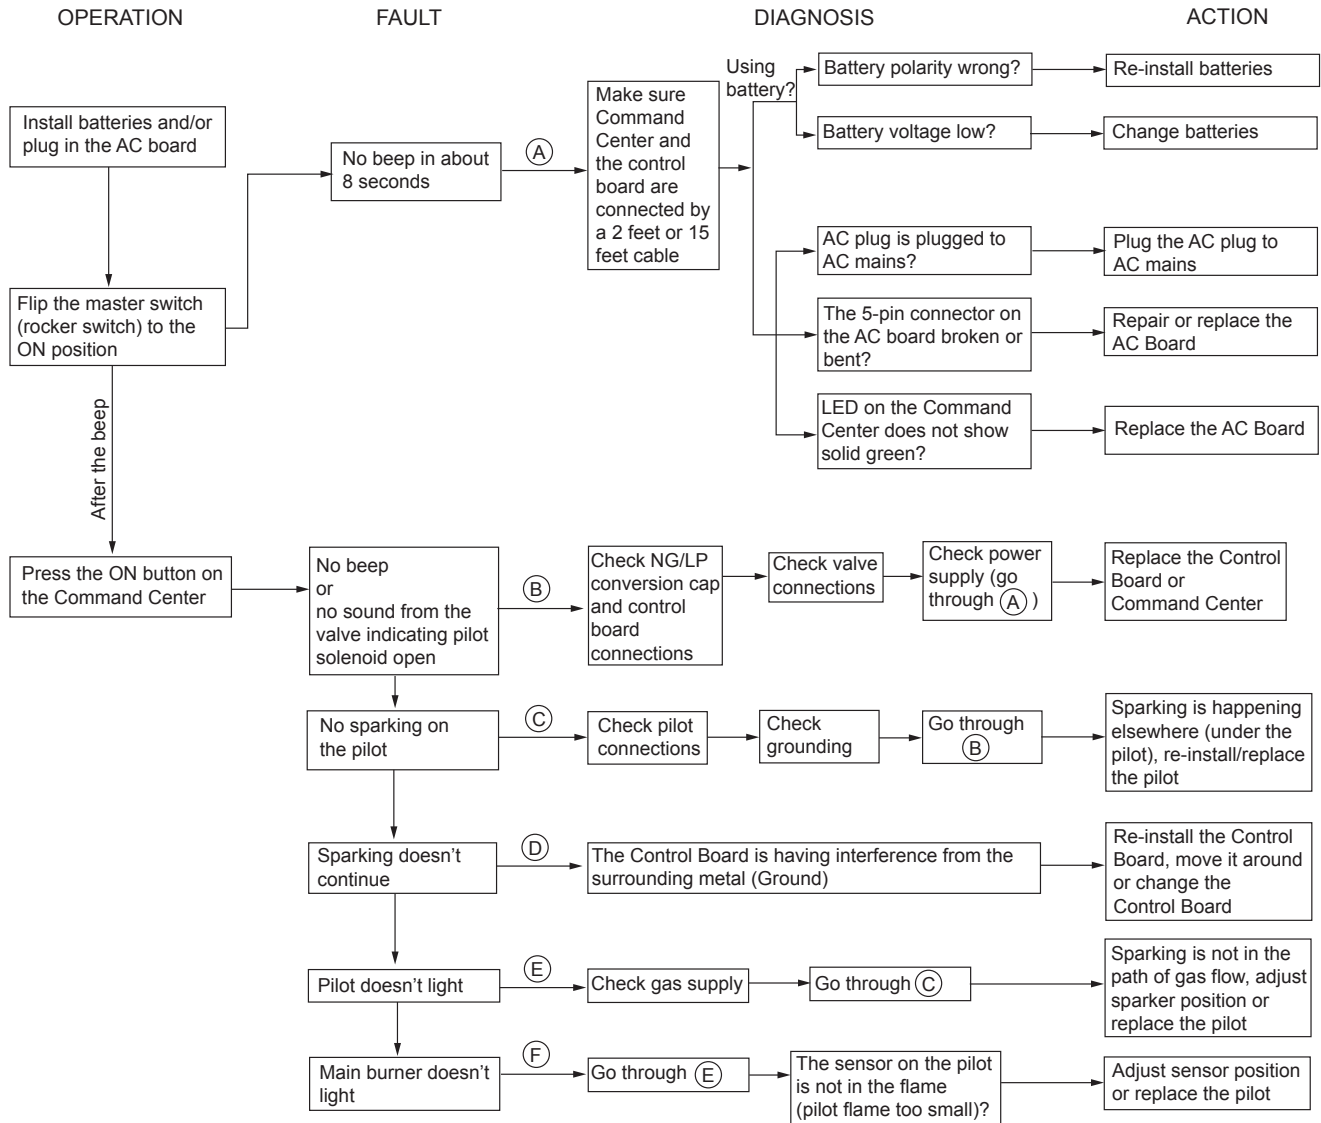 OPERATION
FAULT
DIAGNOSIS
ACTION
Install batteries and/or
plug in the AC board
Flip the master switch
(rocker switch) to the
ON position
After the beep
Press the ON button on
the Command Center
No beep in about
8 seconds
A
Make sure
Command
Center and
the control
board are
connected by
a 2 feet or 15
feet cable
Using
battery?
Battery polarity wrong?
Re-install batteries
Battery voltage low?
Change batteries
AC plug is plugged to
AC mains?
Plug the AC plug to
AC mains
The 5-pin connector on
the AC board broken or
bent?
Repair or replace the
AC Board
LED on the Command
Center does not show
solid green?
Replace the AC Board
No beep
or
no sound from the
valve indicating pilot
solenoid open
B
Check NG/LP
conversion cap
and control
board
connections
Check valve
connections
Check power
supply (go
through A )
Replace the Control
Board or
Command Center
No sparking on
the pilot
C
Check pilot
connections
Check
grounding
Go through
B
Sparking is happening
elsewhere (under the
pilot), re-install/replace
the pilot
Sparking doesn't
continue
D
The Control Board is having interference from the
surrounding metal (Ground)
Re-install the Control
Board, move it around
or change the
Control Board
Pilot doesn't light
E
Check gas supply
Go through C
Sparking is not in the
path of gas flow, adjust
sparker position or
replace the pilot
Main burner doesn't
light
F
Go through E
The sensor on the pilot
is not in the flame
(pilot flame too small)?
Adjust sensor position
or replace the pilot